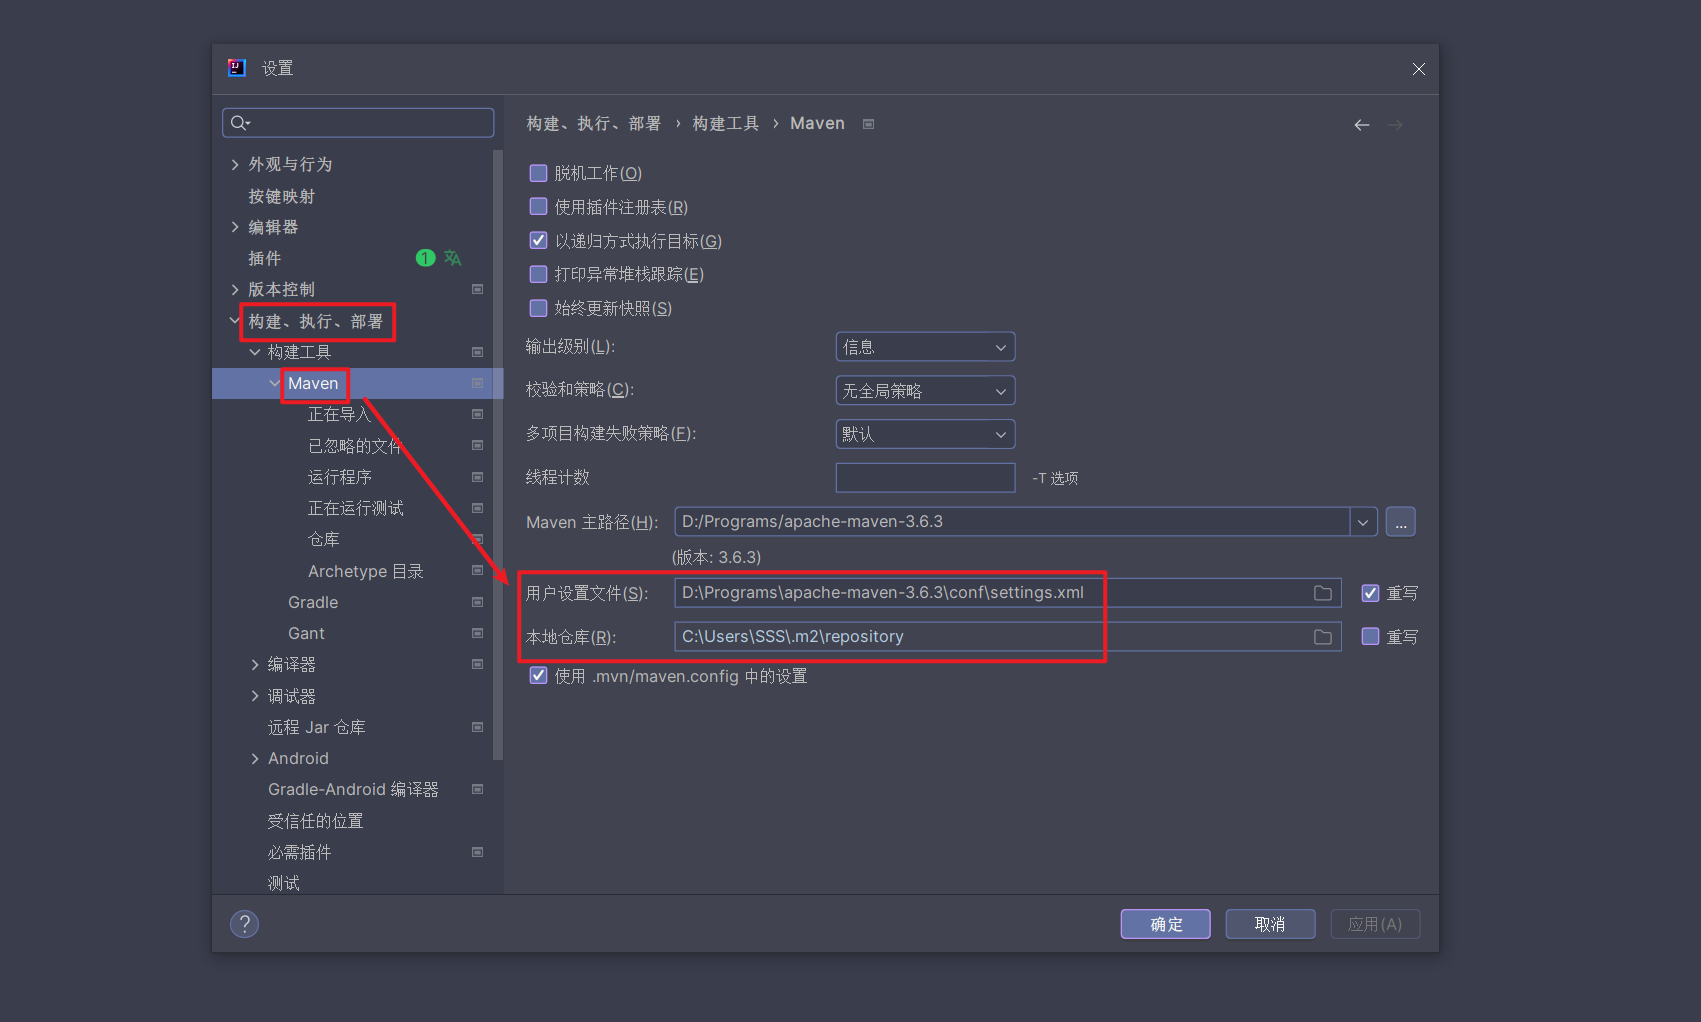 设置
外观与行为
按键映射
编辑器
插件 1
版本控制
构建、执行、部署
构建工具
Maven
正在导入
已忽略的文件
运行程序
正在运行测试
仓库
Archetype 目录
Gradle
Gant
编译器
调试器
远程 Jar 仓库
Android
Gradle-Android 编译器
受信任的位置
必需插件
测试
构建、执行、部署 › 构建工具 › Maven
脱机工作(O)
使用插件注册表(R)
以递归方式执行目标(G)
打印异常堆栈跟踪(E)
始终更新快照(S)
输出级别(L): 信息
校验和策略(C): 无全局策略
多项目构建失败策略(F): 默认
线程计数 -T 选项
Maven 主路径(H): D:/Programs/apache-maven-3.6.3 ...
(版本: 3.6.3)
用户设置文件(S): D:\Programs\apache-maven-3.6.3\conf\settings.xml 重写
本地仓库(R): C:\Users\SSS\.m2\repository 重写
使用 .mvn/maven.config 中的设置
? 确定 取消 应用(A)